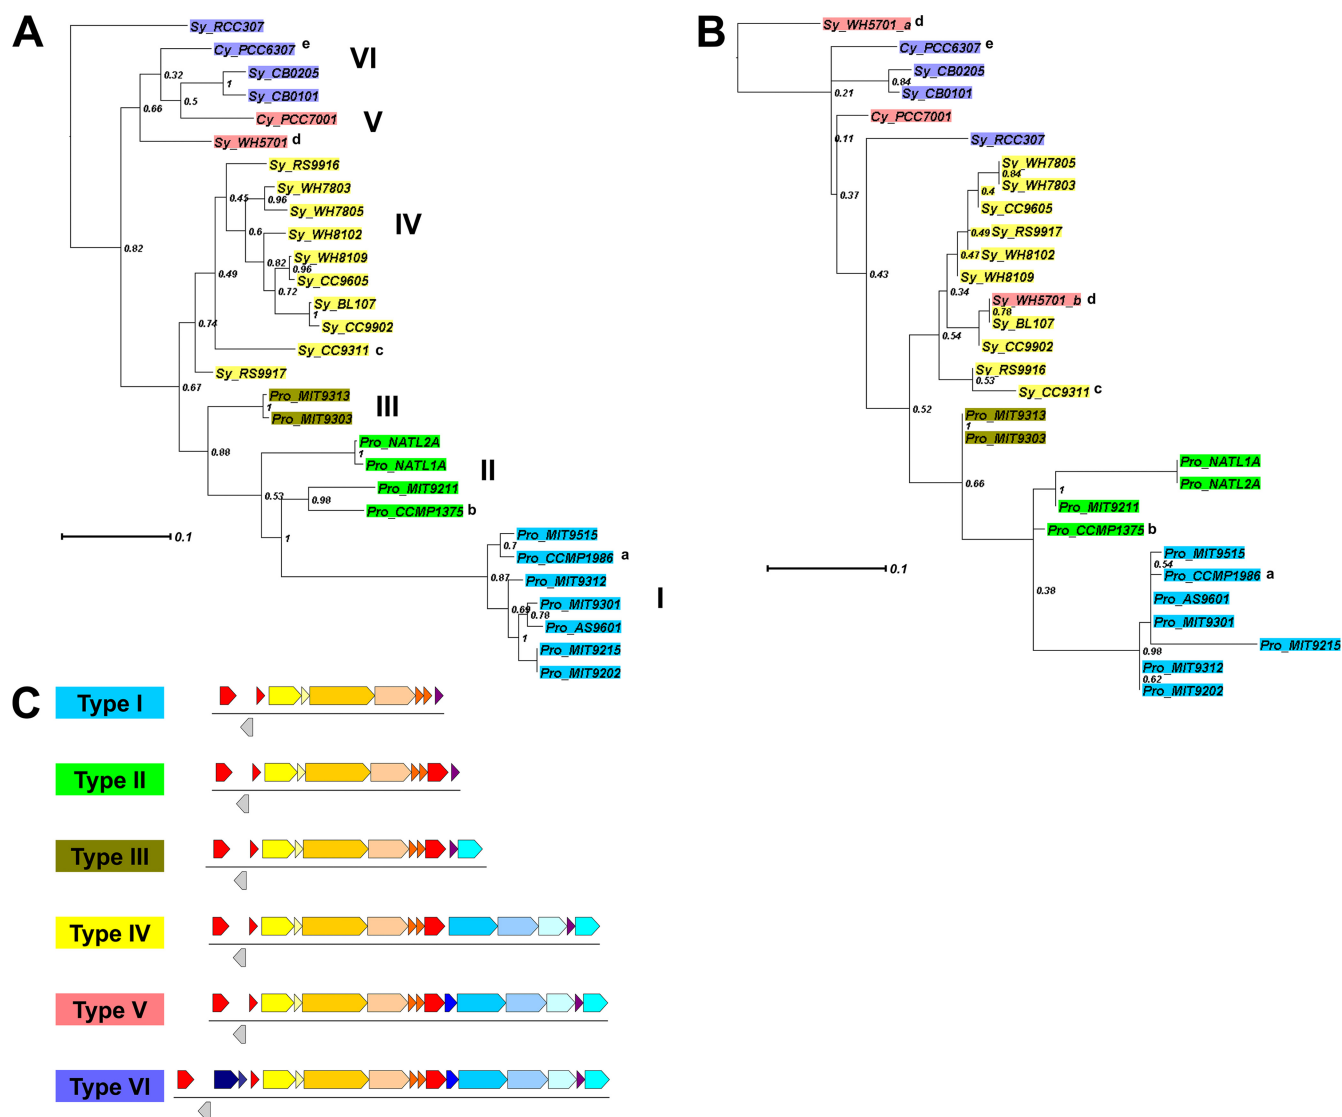 A
Sy_RCC307
Cy_PCC6307 e
VI
0.32
Sy_CB0205
1
Sy_CB0101
0.5
0.66
Cy_PCC7001
V
Sy_WH5701 d
Sy_RS9916
Sy_WH7803
0.45
0.96
Sy_WH7805
IV
0.6
Sy_WH8102
0.82
Sy_WH8109
0.82
0.96
Sy_CC9605
0.49
0.72
Sy_BL107
1
Sy_CC9902
0.74
Sy_CC9311 c
Sy_RS9917
0.67
Pro_MIT9313
1
III
Pro_MIT9303
Pro_NATL2A
0.88
1
Pro_NATL1A
II
Pro_MIT9211
0.53
0.98
Pro_CCMP1375 b
0.1
1
Pro_MIT9515
0.7
Pro_CCMP1986 a
0.87
Pro_MIT9312
I
Pro_MIT9301
0.69
0.78
Pro_AS9601
1
Pro_MIT9215
Pro_MIT9202
B
Sy_WH5701_a d
Cy_PCC6307 e
Sy_CB0205
0.84
0.21
Sy_CB0101
Cy_PCC7001
0.11
Sy_RCC307
Sy_WH7805
0.84
Sy_WH7803
0.4
0.37
Sy_CC9605
0.49
Sy_RS9917
0.47
Sy_WH8102
0.43
Sy_WH8109
0.34
Sy_WH5701_b d
0.78
Sy_BL107
0.54
Sy_CC9902
Sy_RS9916
0.53
Sy_CC9311 c
0.52
Pro_MIT9313
1
Pro_MIT9303
Pro_NATL1A
0.66
1
Pro_NATL2A
Pro_MIT9211
Pro_CCMP1375 b
Pro_MIT9515
0.54
0.1
Pro_CCMP1986 a
0.38
Pro_AS9601
Pro_MIT9301
Pro_MIT9215
0.98
Pro_MIT9312
0.62
Pro_MIT9202
C
Type I
Type II
Type III
Type IV
Type V
Type VI